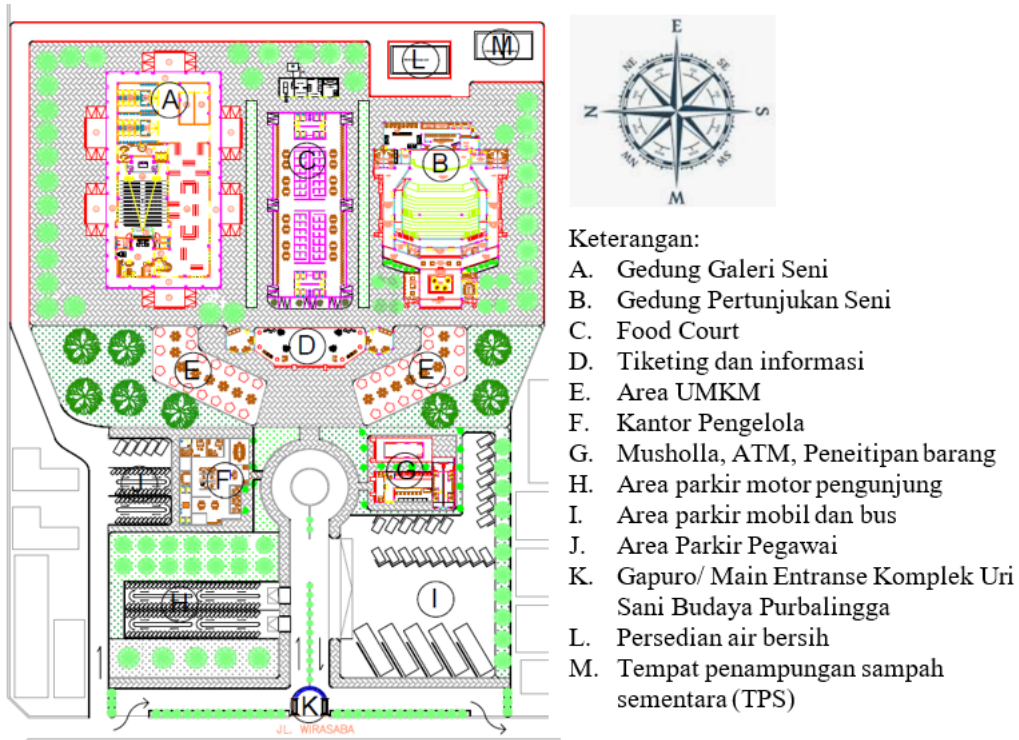 L
M
A
C
B
D
E
E
F
G
J
H
I
K
JL. WIRASABA
E
NE
SE
N
S
MN
MS
M
Keterangan:
A. Gedung Galeri Seni
B. Gedung Pertunjukan Seni
C. Food Court
D. Tiketing dan informasi
E. Area UMKM
F. Kantor Pengelola
G. Musholla, ATM, Peneitipan barang
H. Area parkir motor pengunjung
I. Area parkir mobil dan bus
J. Area Parkir Pegawai
K. Gapuro/ Main Entranse Komplek Uri
Sani Budaya Purbalingga
L. Persedian air bersih
M. Tempat penampungan sampah
sementara (TPS)